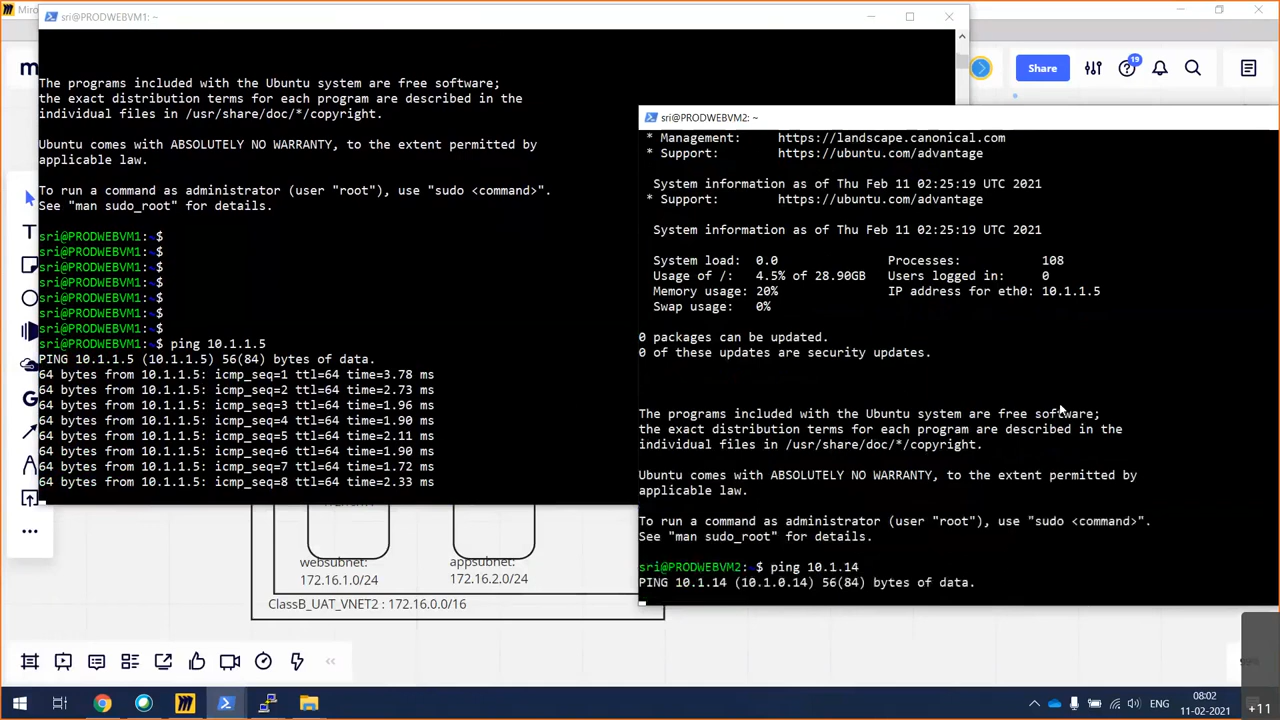 Miro
sri@PRODWEBVM1: ~
m
Share
19
The programs included with the Ubuntu system are free software;
the exact distribution terms for each program are described in the
individual files in /usr/share/doc/*/copyright.
Ubuntu comes with ABSOLUTELY NO WARRANTY, to the extent permitted by
applicable law.
To run a command as administrator (user "root"), use "sudo <command>".
See "man sudo_root" for details.
sri@PRODWEBVM1:~$
sri@PRODWEBVM1:~$
sri@PRODWEBVM1:~$
sri@PRODWEBVM1:~$
sri@PRODWEBVM1:~$
sri@PRODWEBVM1:~$
sri@PRODWEBVM1:~$
sri@PRODWEBVM1:~$ ping 10.1.1.5
PING 10.1.1.5 (10.1.1.5) 56(84) bytes of data.
64 bytes from 10.1.1.5: icmp_seq=1 ttl=64 time=3.78 ms
64 bytes from 10.1.1.5: icmp_seq=2 ttl=64 time=2.73 ms
64 bytes from 10.1.1.5: icmp_seq=3 ttl=64 time=1.96 ms
64 bytes from 10.1.1.5: icmp_seq=4 ttl=64 time=1.90 ms
64 bytes from 10.1.1.5: icmp_seq=5 ttl=64 time=2.11 ms
64 bytes from 10.1.1.5: icmp_seq=6 ttl=64 time=1.90 ms
64 bytes from 10.1.1.5: icmp_seq=7 ttl=64 time=1.72 ms
64 bytes from 10.1.1.5: icmp_seq=8 ttl=64 time=2.33 ms
sri@PRODWEBVM2: ~
* Management: https://landscape.canonical.com
* Support: https://ubuntu.com/advantage
System information as of Thu Feb 11 02:25:19 UTC 2021
* Support: https://ubuntu.com/advantage
System information as of Thu Feb 11 02:25:19 UTC 2021
System load: 0.0 Processes: 108
Usage of /: 4.5% of 28.90GB Users logged in: 0
Memory usage: 20% IP address for eth0: 10.1.1.5
Swap usage: 0%
0 packages can be updated.
0 of these updates are security updates.
The programs included with the Ubuntu system are free software;
the exact distribution terms for each program are described in the
individual files in /usr/share/doc/*/copyright.
Ubuntu comes with ABSOLUTELY NO WARRANTY, to the extent permitted by
applicable law.
To run a command as administrator (user "root"), use "sudo <command>".
See "man sudo_root" for details.
sri@PRODWEBVM2:~$ ping 10.1.14
PING 10.1.14 (10.1.0.14) 56(84) bytes of data.
websubnet:
172.16.1.0/24
appsubnet:
172.16.2.0/24
ClassB_UAT_VNET2 : 172.16.0.0/16
ENG
08:02
11-02-2021
+11